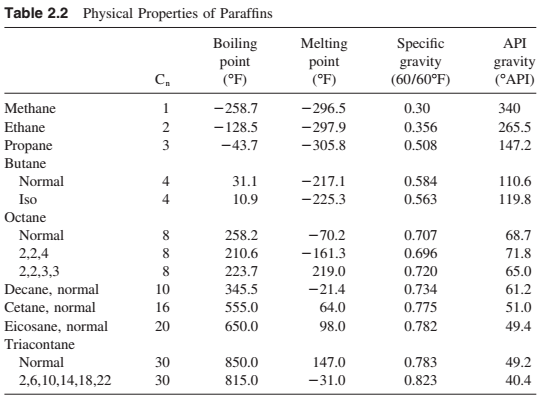 Table 2.2 Physical Properties of Paraffins
Boiling Melting Specific API
point point gravity gravity
Cn (°F) (°F) (60/60°F) (°API)
Methane 1 −258.7 −296.5 0.30 340
Ethane 2 −128.5 −297.9 0.356 265.5
Propane 3 −43.7 −305.8 0.508 147.2
Butane
Normal 4 31.1 −217.1 0.584 110.6
Iso 4 10.9 −225.3 0.563 119.8
Octane
Normal 8 258.2 −70.2 0.707 68.7
2,2,4 8 210.6 −161.3 0.696 71.8
2,2,3,3 8 223.7 219.0 0.720 65.0
Decane, normal 10 345.5 −21.4 0.734 61.2
Cetane, normal 16 555.0 64.0 0.775 51.0
Eicosane, normal 20 650.0 98.0 0.782 49.4
Triacontane
Normal 30 850.0 147.0 0.783 49.2
2,6,10,14,18,22 30 815.0 −31.0 0.823 40.4